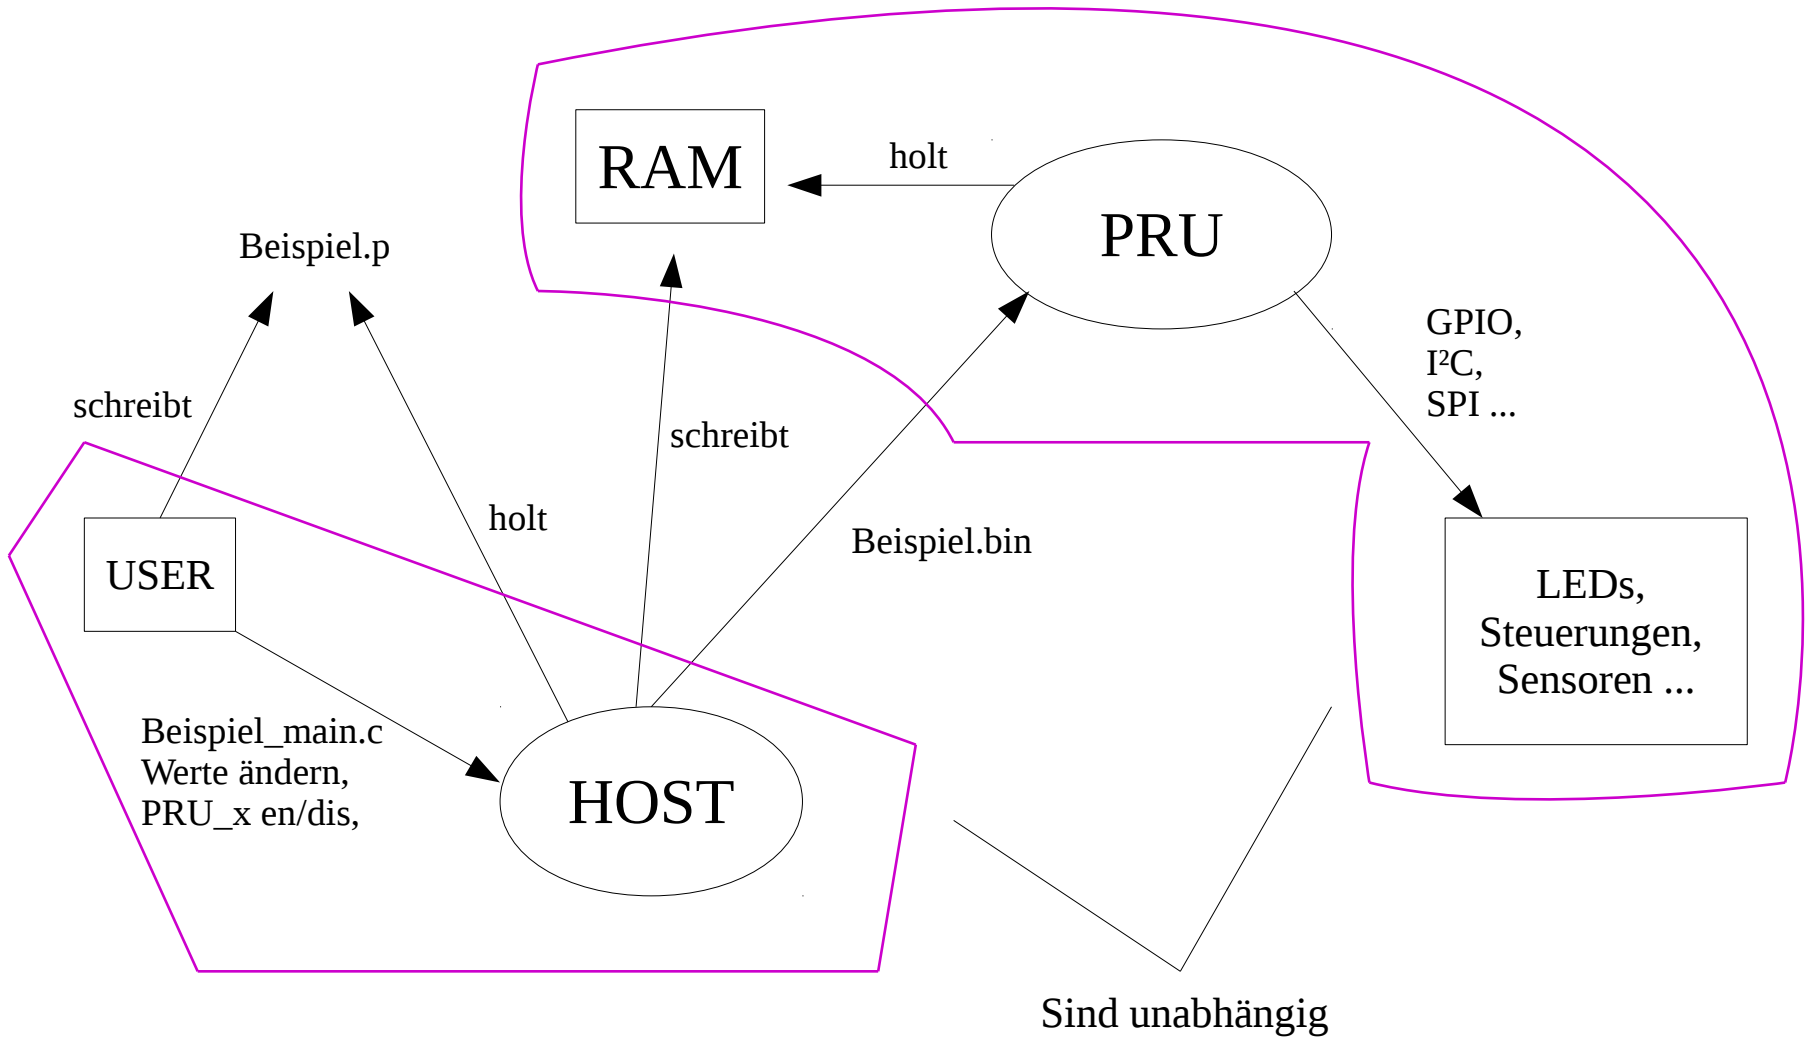 RAM
holt
PRU
Beispiel.p
GPIO,
I²C,
SPI ...
schreibt
schreibt
holt
Beispiel.bin
USER
LEDs,
Steuerungen,
Sensoren ...
Beispiel_main.c
Werte ändern,
PRU_x en/dis,
HOST
Sind unabhängig